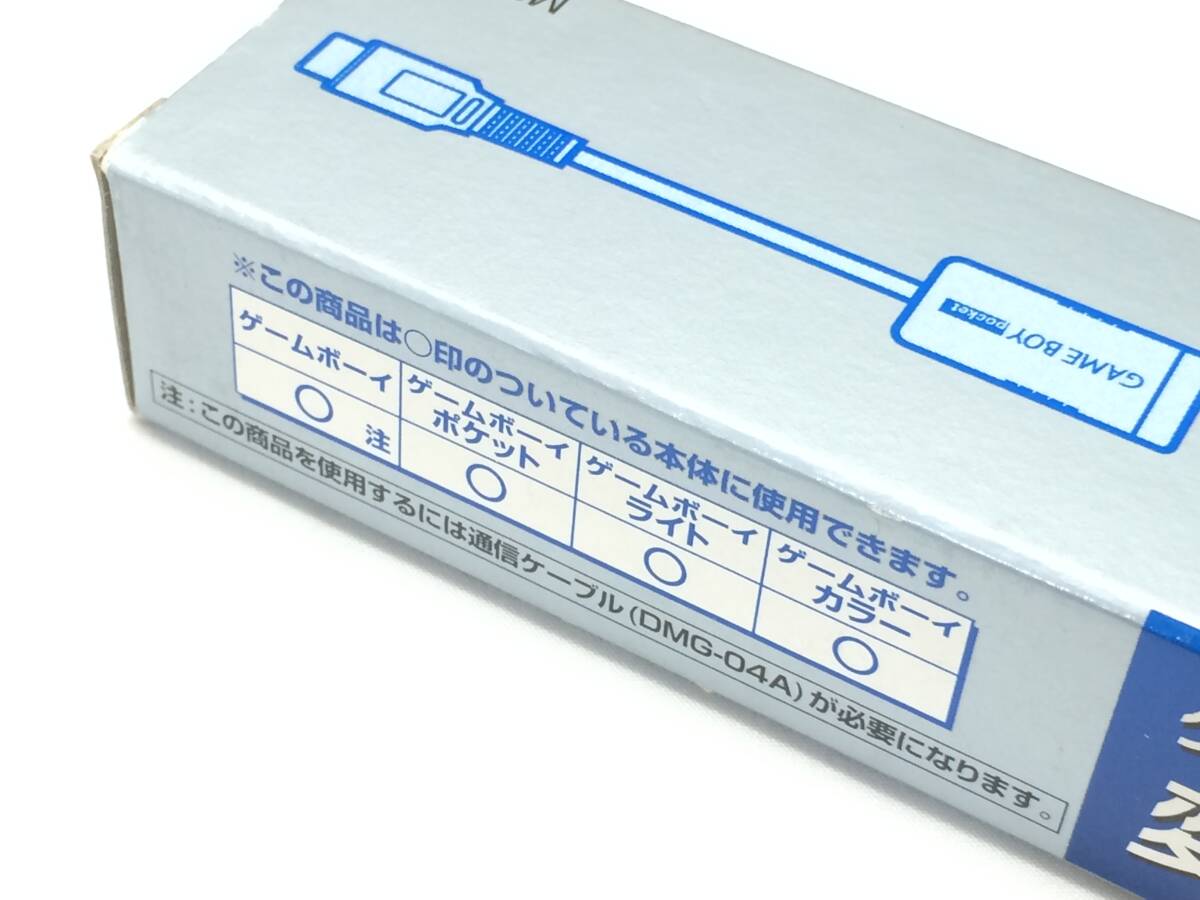 GAME BOY pocket
※この商品は○印のついている本体に使用できます。
ゲームボーイ
ゲームボーイ
ポケット
ゲームボーイ
ライト
ゲームボーイ
カラー
○ 注
○
○
○
注：この商品を使用するには通信ケーブル(DMG-04A)が必要になります。
変